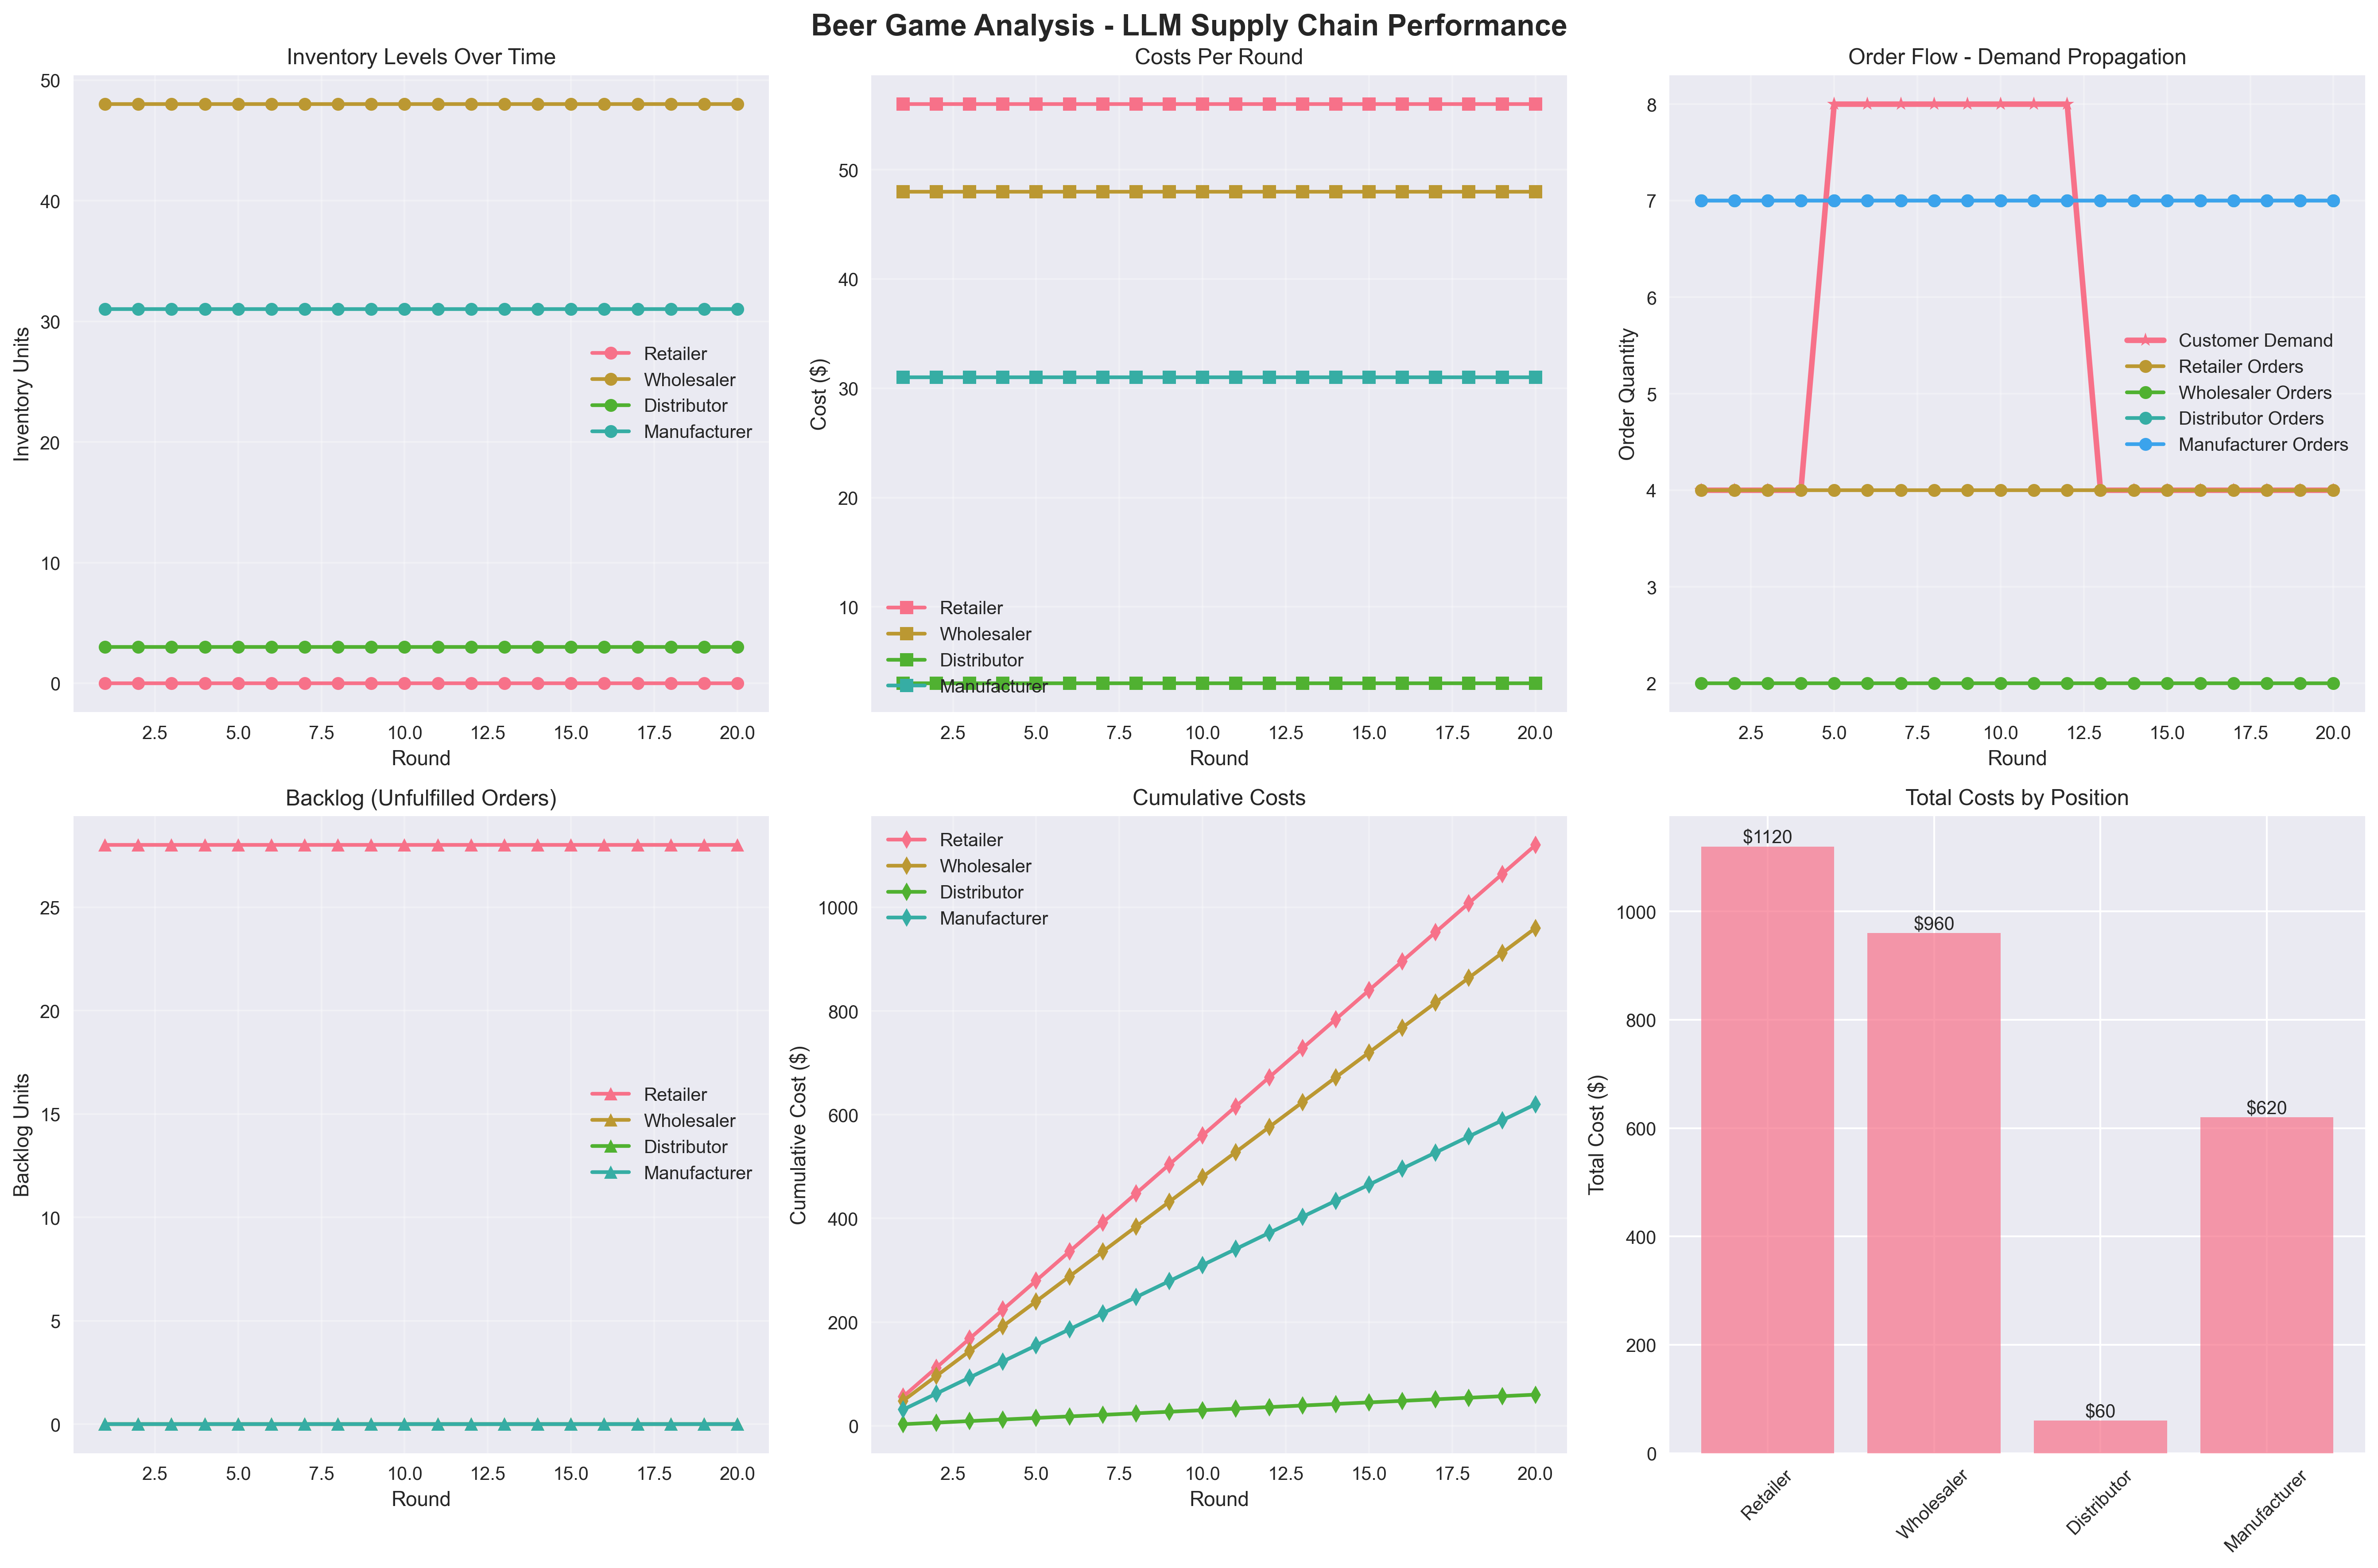 Beer Game Analysis - LLM Supply Chain Performance
Inventory Levels Over Time
50
40
30
20
10
0
Inventory Units
Retailer
Wholesaler
Distributor
Manufacturer
2.5 5.0 7.5 10.0 12.5 15.0 17.5 20.0
Round
Costs Per Round
50
40
30
20
10
Cost ($)
Retailer
Wholesaler
Distributor
Manufacturer
2.5 5.0 7.5 10.0 12.5 15.0 17.5 20.0
Round
Order Flow - Demand Propagation
8
7
6
5
4
3
2
Order Quantity
Customer Demand
Retailer Orders
Wholesaler Orders
Distributor Orders
Manufacturer Orders
2.5 5.0 7.5 10.0 12.5 15.0 17.5 20.0
Round
Backlog (Unfulfilled Orders)
25
20
15
10
5
0
Backlog Units
Retailer
Wholesaler
Distributor
Manufacturer
2.5 5.0 7.5 10.0 12.5 15.0 17.5 20.0
Round
Cumulative Costs
1000
800
600
400
200
0
Cumulative Cost ($)
Retailer
Wholesaler
Distributor
Manufacturer
2.5 5.0 7.5 10.0 12.5 15.0 17.5 20.0
Round
Total Costs by Position
1000
800
600
400
200
0
Total Cost ($)
$1120
$960
$60
$620
Retailer
Wholesaler
Distributor
Manufacturer